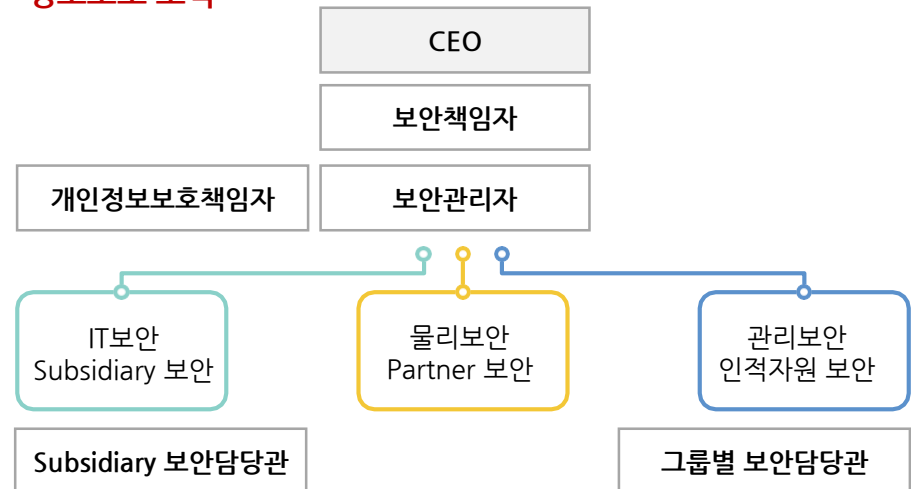 CEO
보안책임자
개인정보보호책임자
보안관리자
IT보안
Subsidiary 보안
물리보안
Partner 보안
관리보안
인적자원 보안
Subsidiary 보안담당관
그룹별 보안담당관